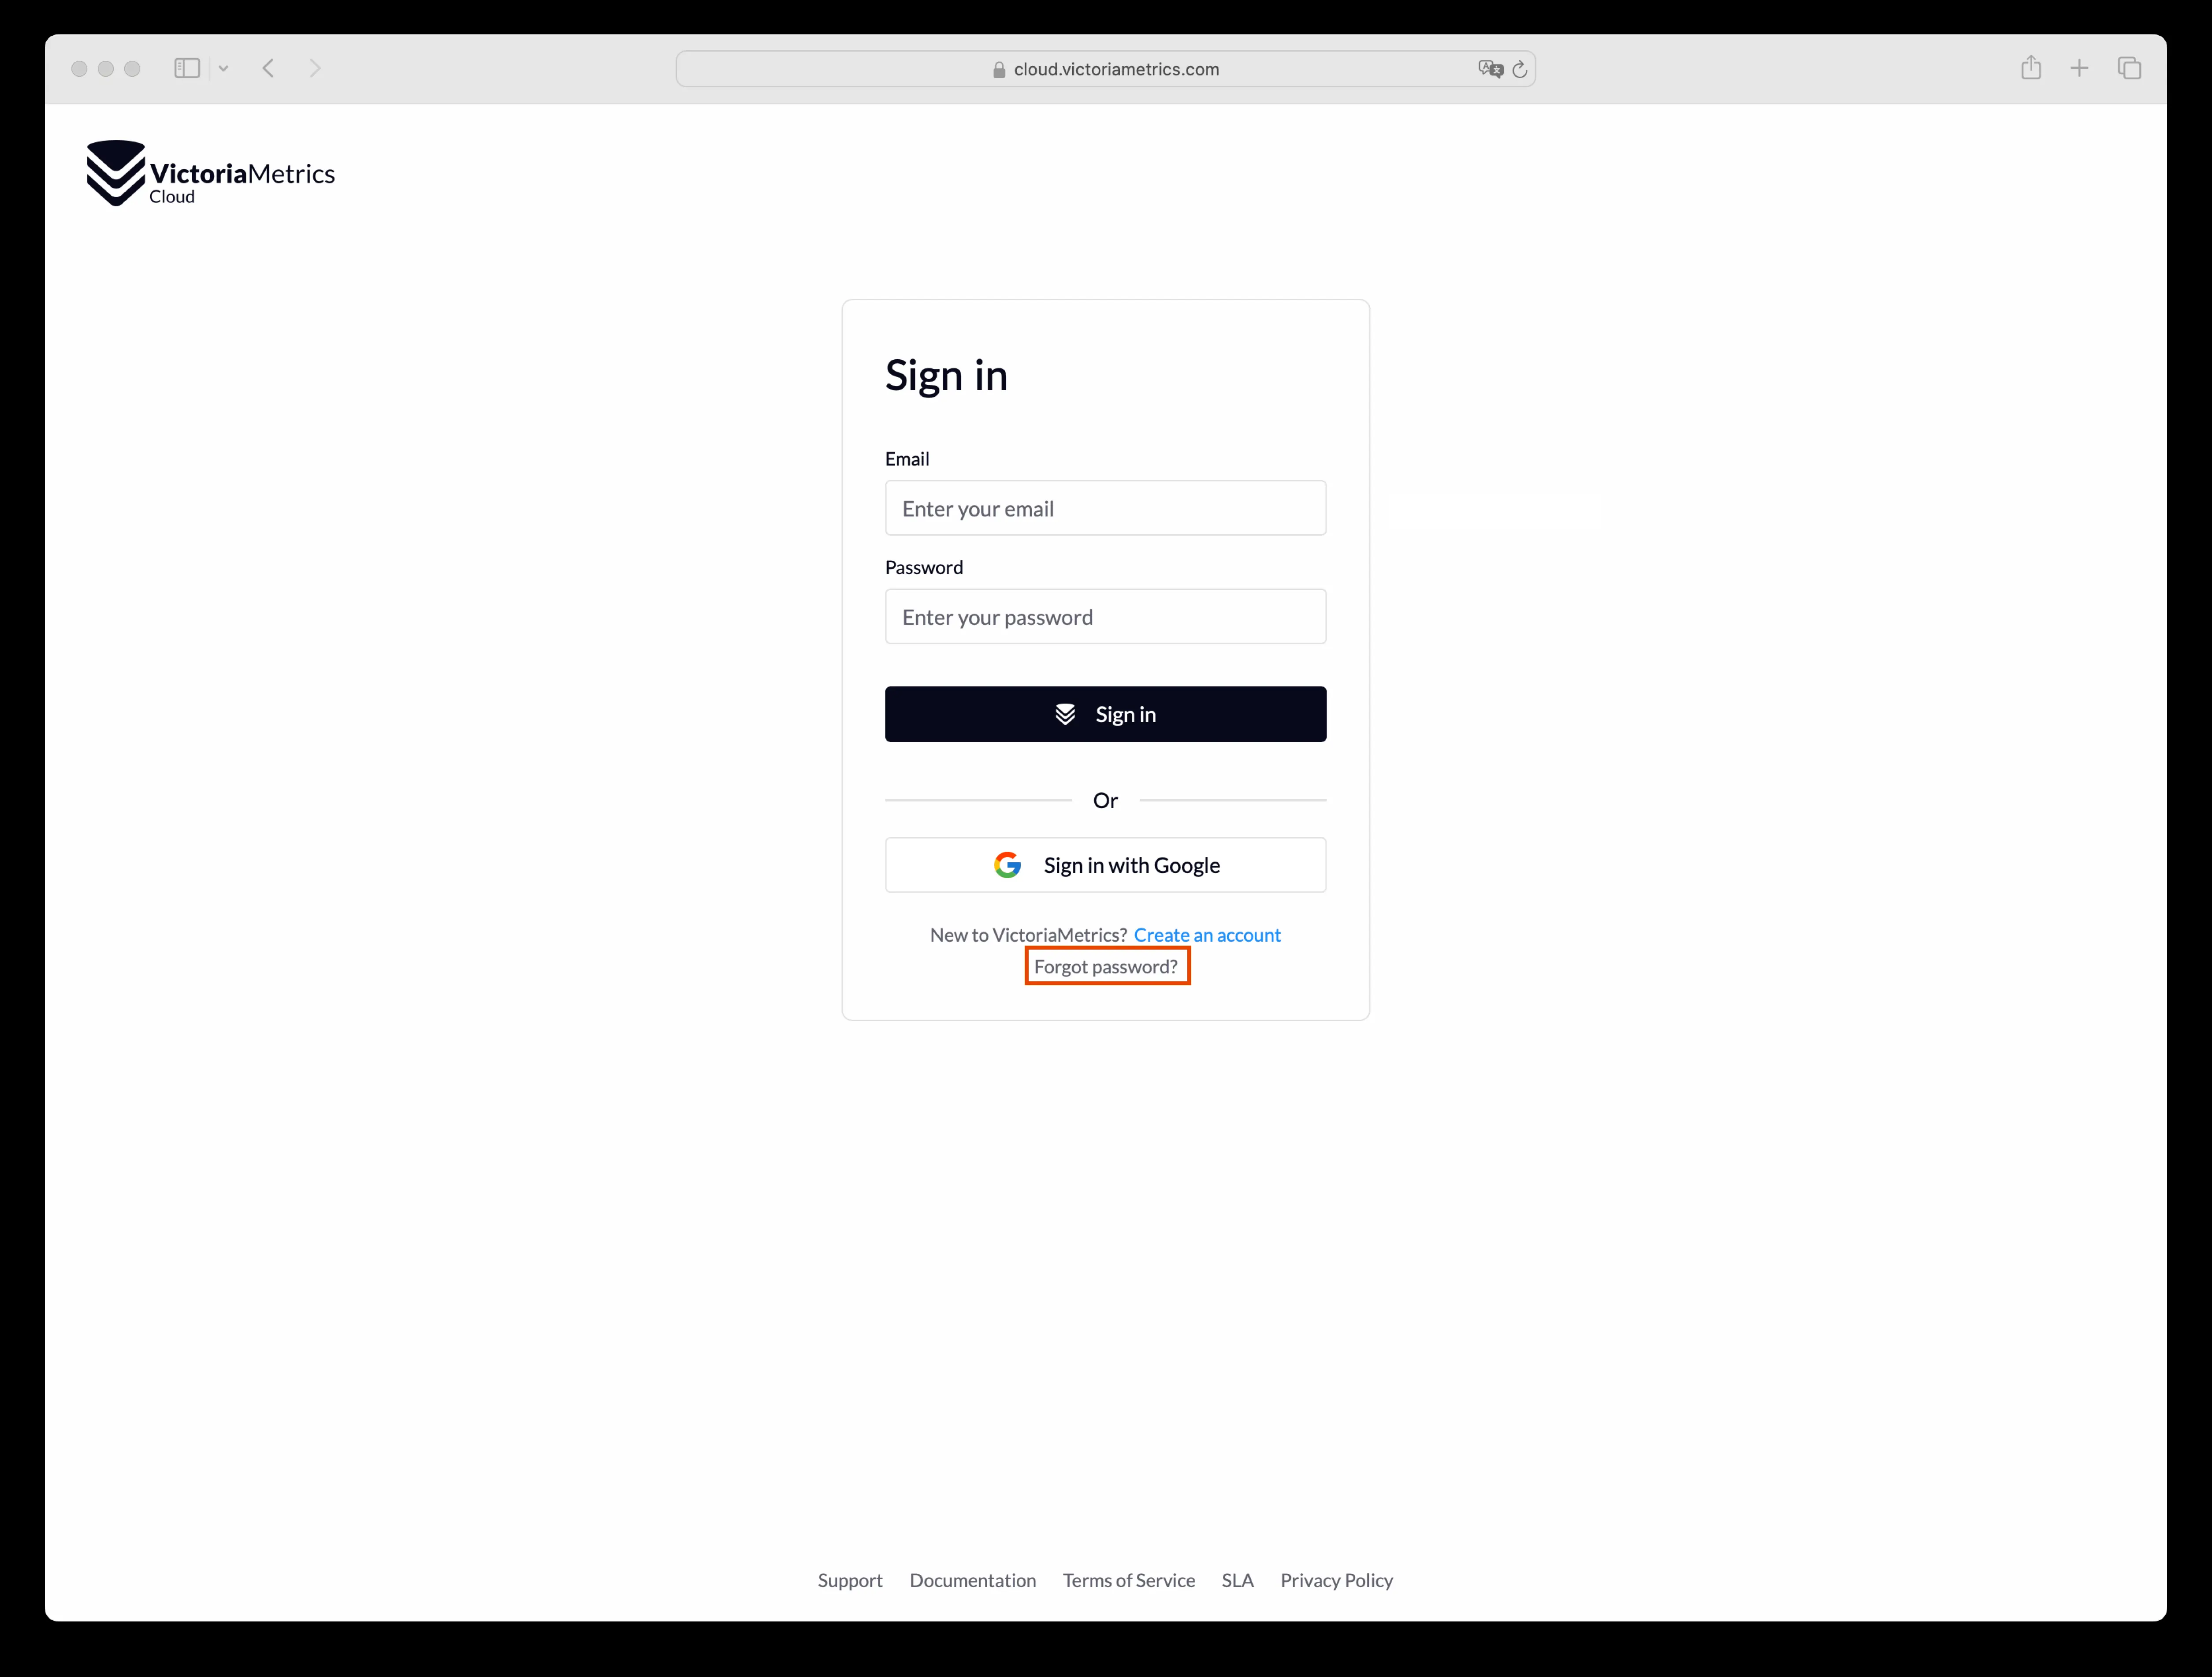 cloud.victoriametrics.com
VictoriaMetrics
Cloud
Sign in
Email
Enter your email
Password
Enter your password
Sign in
Or
Sign in with Google
New to VictoriaMetrics? Create an account
Forgot password?
Support Documentation Terms of Service SLA Privacy Policy